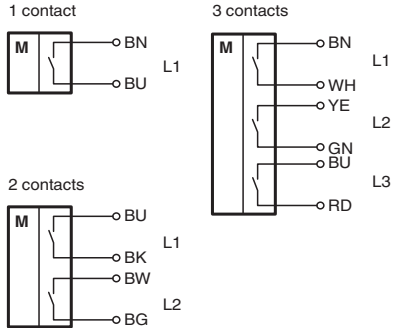 1 contact
M
BN
L1
BU
2 contacts
M
BU
L1
BK
BW
L2
BG
3 contacts
M
BN
L1
WH
YE
L2
GN
BU
L3
RD